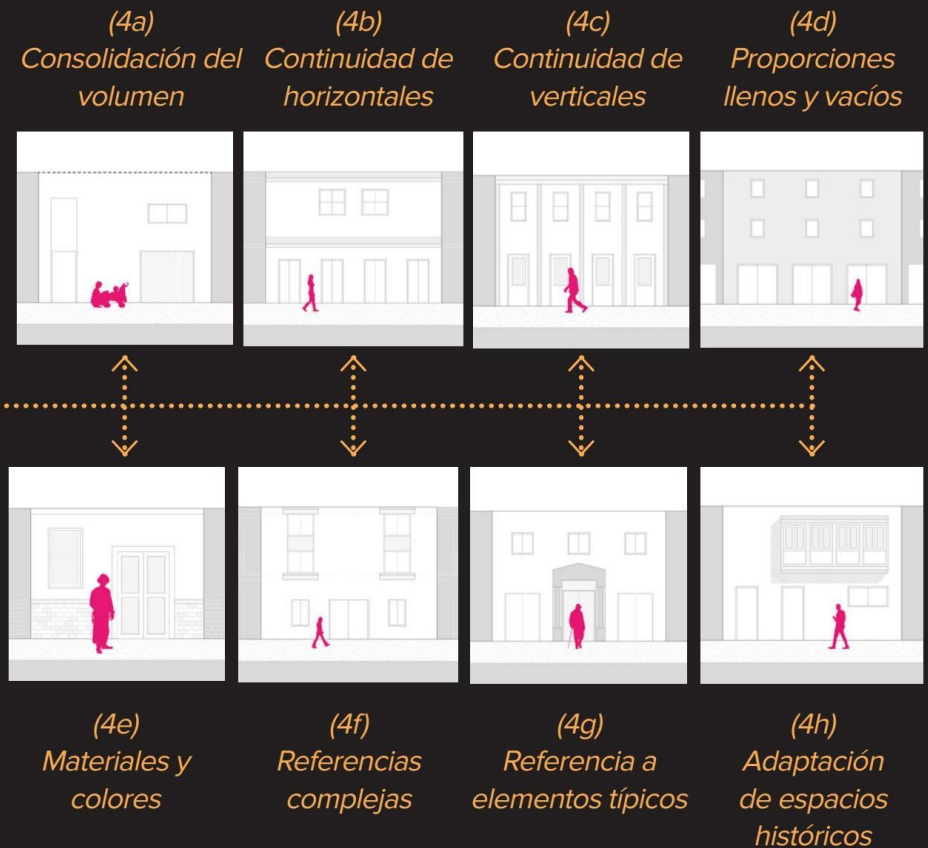 (4a)
Consolidación del
volumen
(4b)
Continuidad de
horizontales
(4c)
Continuidad de
verticales
(4d)
Proporciones
llenos y vacíos
(4e)
Materiales y
colores
(4f)
Referencias
complejas
(4g)
Referencia a
elementos típicos
(4h)
Adaptación
de espacios
históricos